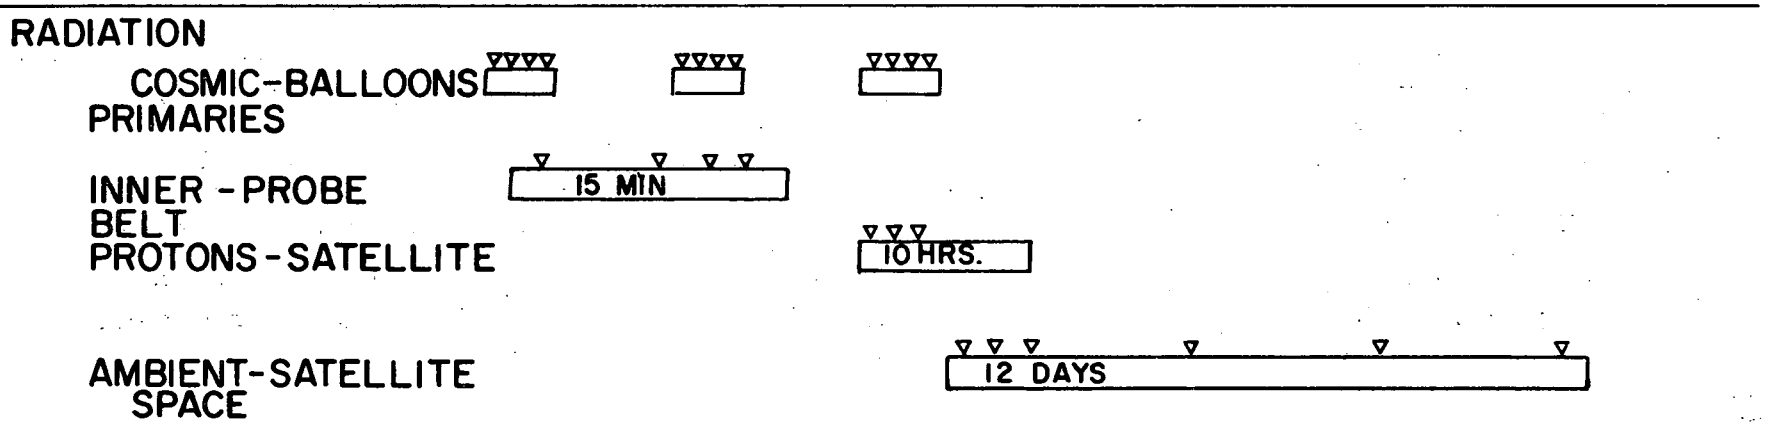 RADIATION
COSMIC-BALLOONS
PRIMARIES
INNER - PROBE
15 MIN
BELT
PROTONS - SATELLITE
10 HRS.
AMBIENT-SATELLITE
12 DAYS
SPACE